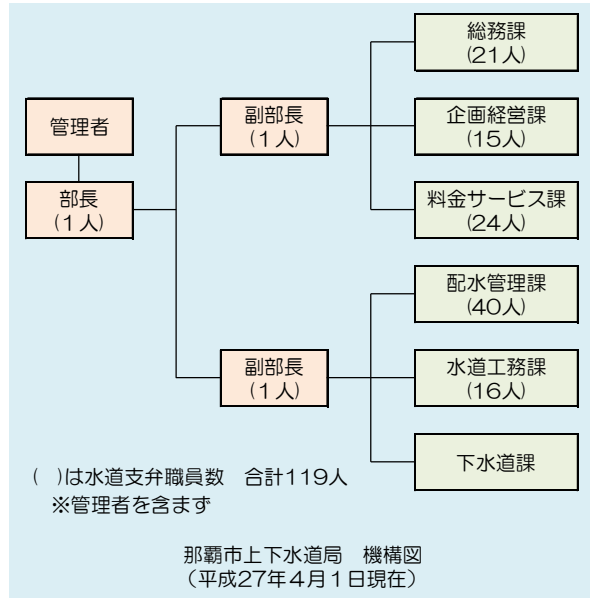 管理者
部長
(１人)
副部長
(１人)
総務課
(21人)
企画経営課
(15人)
料金サービス課
(24人)
副部長
(１人)
配水管理課
(40人)
水道工務課
(16人)
下水道課
(　)は水道支弁職員数　合計119人
※管理者を含まず
那覇市上下水道局　機構図
（平成27年４月１日現在）